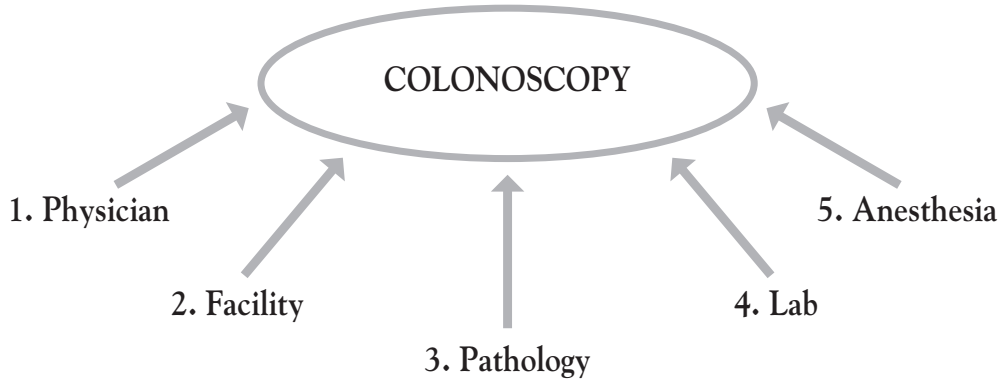 COLONOSCOPY
1. Physician
2. Facility
3. Pathology
4. Lab
5. Anesthesia